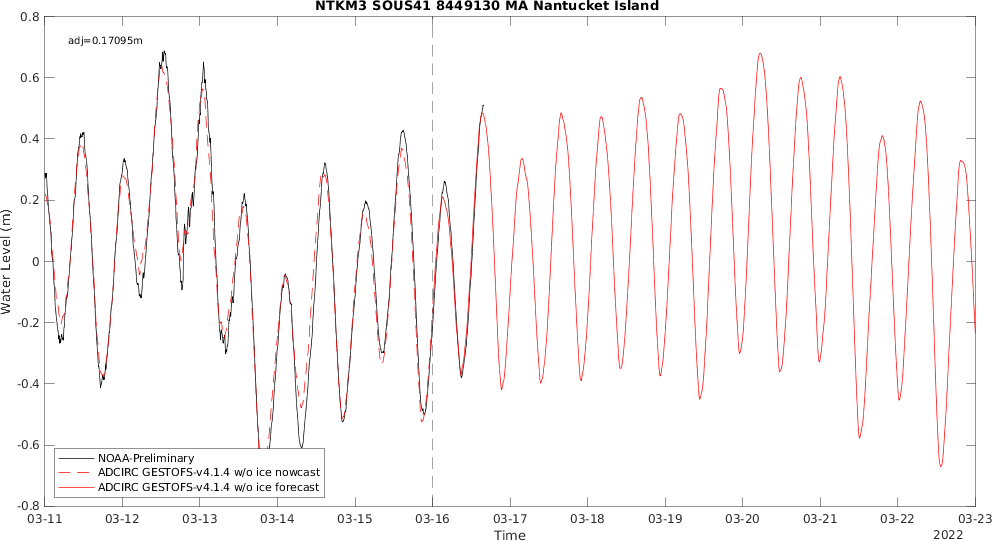 NTKM3 SOUS41 8449130 MA Nantucket Island
adj=0.17095m
0.8
0.6
0.4
0.2
0
-0.2
-0.4
-0.6
-0.8
Water Level (m)
NOAA-Preliminary
ADCIRC GESTOFS-v4.1.4 w/o ice nowcast
ADCIRC GESTOFS-v4.1.4 w/o ice forecast
03-11 03-12 03-13 03-14 03-15 03-16 03-17 03-18 03-19 03-20 03-21 03-22 03-23
Time
2022